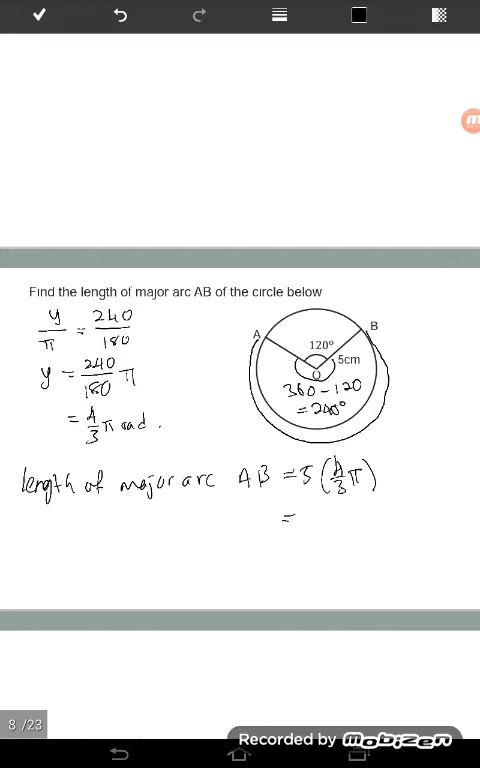 Find the length of major arc AB of the circle below
y/π = 240/180
y = 240/180 π
= 4/3 π rad.
A
B
120°
5cm
O
360 - 120
= 240°
length of major arc AB = 5 (4/3 π)
=
8 /23
Recorded by mobizen